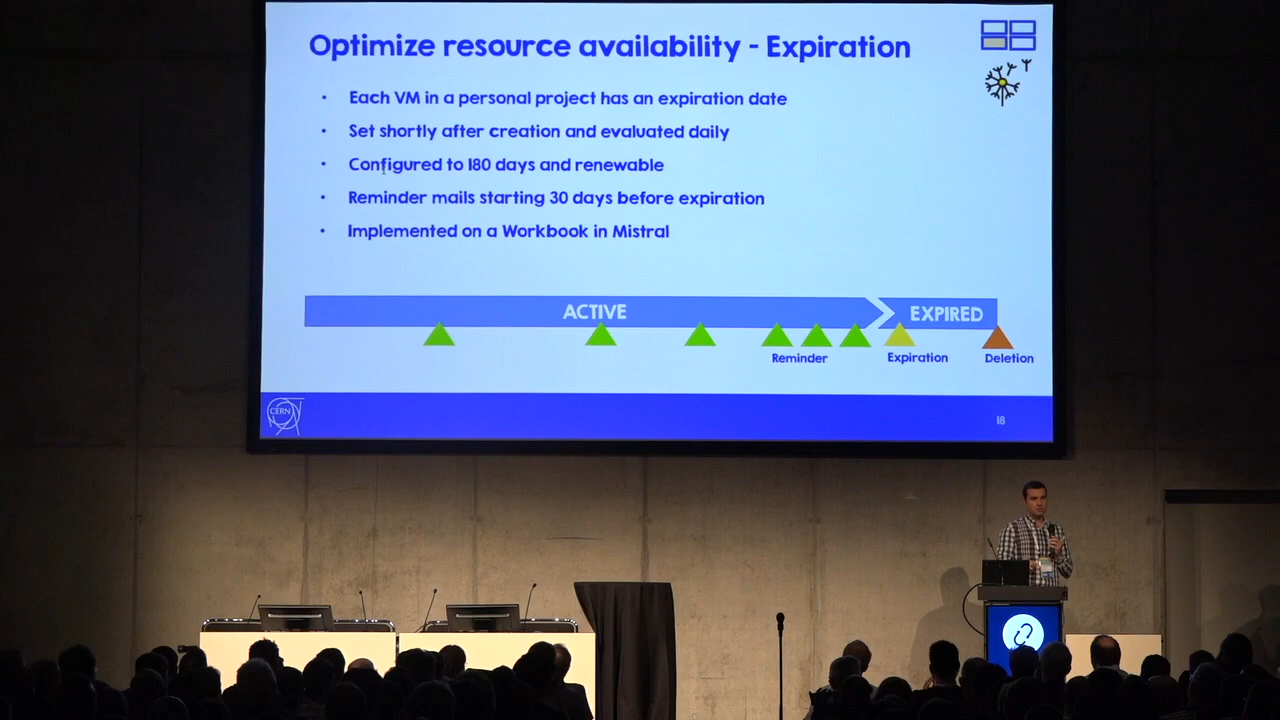 Optimize resource availability - Expiration
• Each VM in a personal project has an expiration date
• Set shortly after creation and evaluated daily
• Configured to 180 days and renewable
• Reminder mails starting 30 days before expiration
• Implemented on a Workbook in Mistral
ACTIVE EXPIRED
Reminder Expiration Deletion
CERN 18